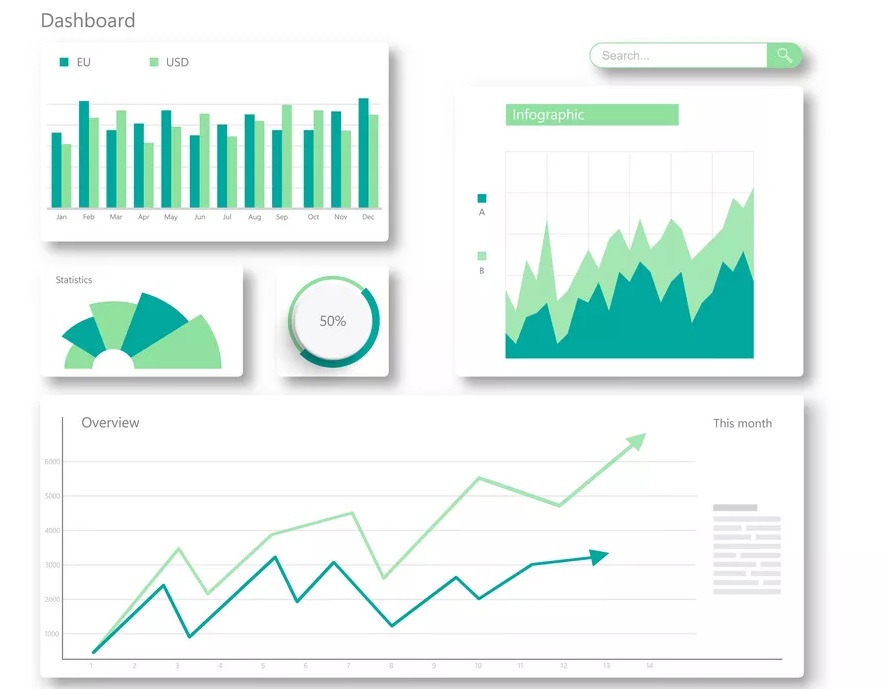 Dashboard
EU
USD
Jan Feb Mar Apr May Jun Jul Aug Sep Oct Nov Dec
Search...
Infographic
A
B
Statistics
50%
Overview
This month
6000
5000
4000
3000
2000
1000
1 2 3 4 5 6 7 8 9 10 11 12 13 14